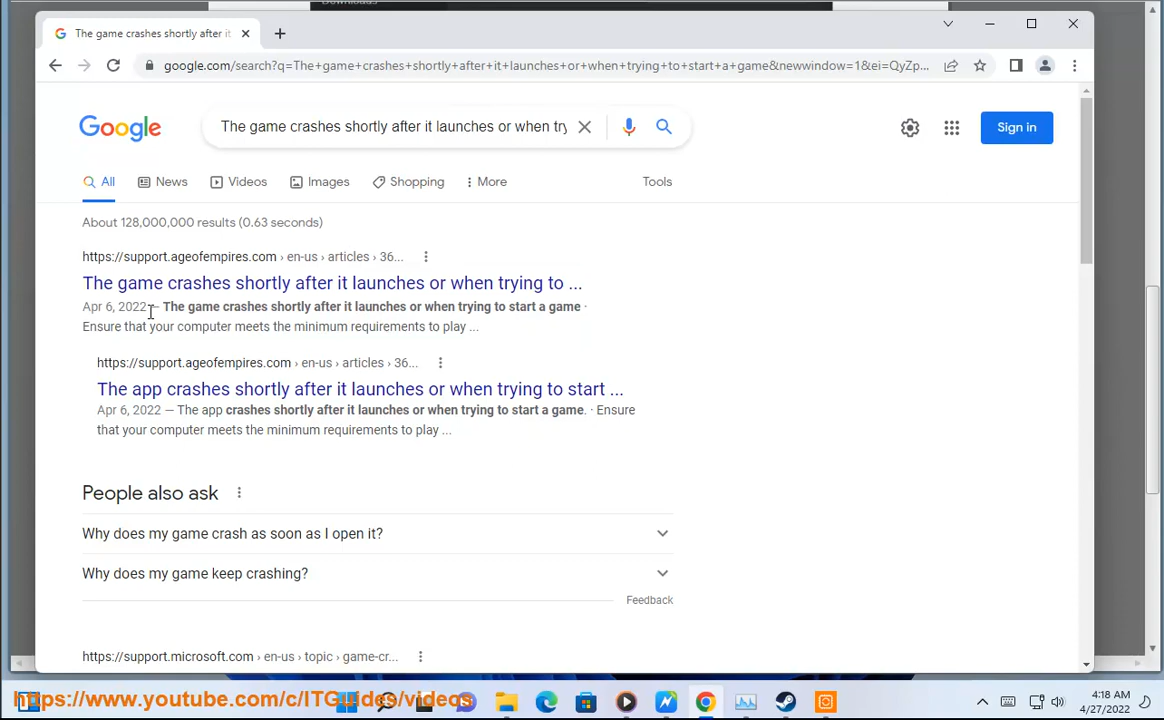 Downloads
The game crashes shortly after it
google.com/search?q=The+game+crashes+shortly+after+it+launches+or+when+trying+to+start+a+game&newwindow=1&ei=QyZp...
Google
The game crashes shortly after it launches or when try
Sign in
All
News
Videos
Images
Shopping
More
Tools
About 128,000,000 results (0.63 seconds)
https://support.ageofempires.com › en-us › articles › 36...
The game crashes shortly after it launches or when trying to ...
Apr 6, 2022 — The game crashes shortly after it launches or when trying to start a game ·
Ensure that your computer meets the minimum requirements to play ...
https://support.ageofempires.com › en-us › articles › 36...
The app crashes shortly after it launches or when trying to start ...
Apr 6, 2022 — The app crashes shortly after it launches or when trying to start a game. · Ensure
that your computer meets the minimum requirements to play ...
People also ask
Why does my game crash as soon as I open it?
Why does my game keep crashing?
Feedback
https://support.microsoft.com › en-us › topic › game-cr...
https://www.youtube.com/c/ITGuides/videos
4:18 AM
4/27/2022